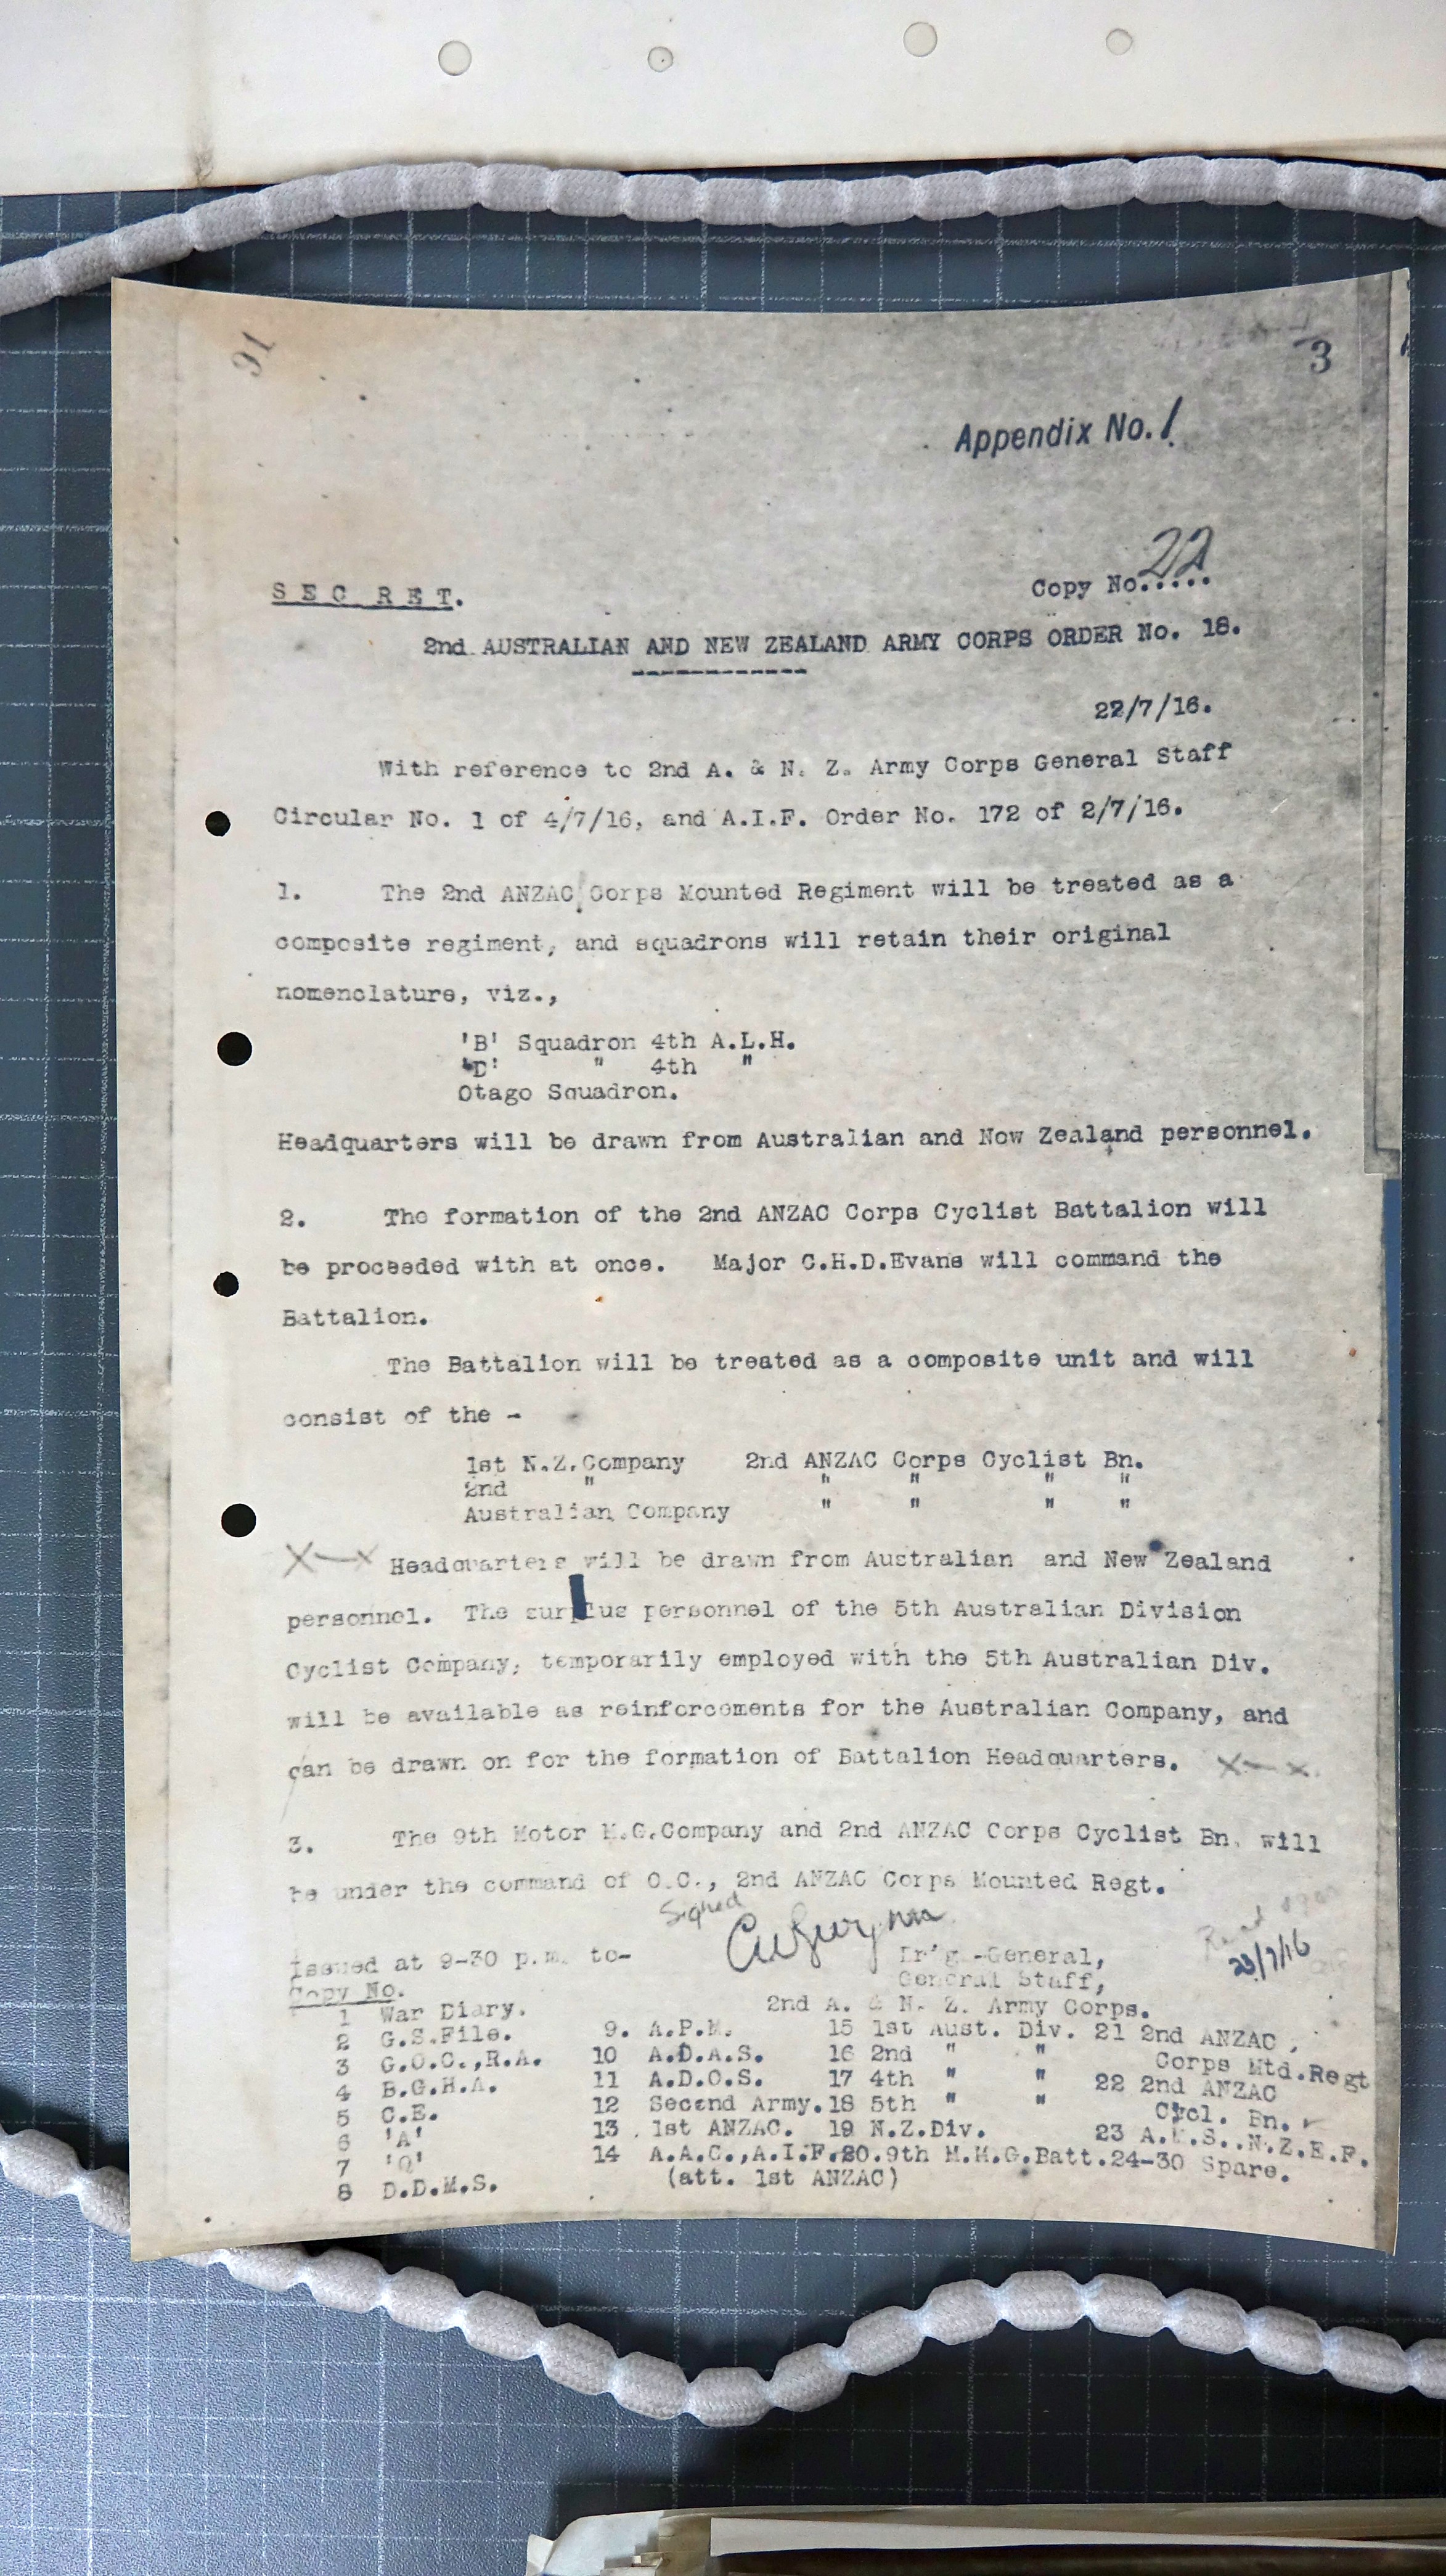 91
3
Appendix No. 1
Copy No.....22
SECRET.
2nd AUSTRALIAN AND NEW ZEALAND ARMY CORPS ORDER No. 18.
22/7/16.
With reference to 2nd A. & N. Z. Army Corps General Staff
Circular No. 1 of 4/7/16, and A.I.F. Order No. 172 of 2/7/16.
1. The 2nd ANZAC Corps Mounted Regiment will be treated as a
composite regiment, and squadrons will retain their original
nomenclature, viz.,
'B' Squadron 4th A.L.H.
'D' " 4th "
Otago Squadron.
Headquarters will be drawn from Australian and New Zealand personnel.
2. The formation of the 2nd ANZAC Corps Cyclist Battalion will
be proceeded with at once. Major C.H.D.Evans will command the
Battalion.
The Battalion will be treated as a composite unit and will
consist of the -
1st N.Z.Company 2nd ANZAC Corps Cyclist Bn.
2nd " " " " "
Australian Company " " " "
X—X Headquarters will be drawn from Australian and New Zealand
personnel. The surplus personnel of the 5th Australian Division
Cyclist Company, temporarily employed with the 5th Australian Div.
will be available as reinforcements for the Australian Company, and
can be drawn on for the formation of Battalion Headquarters. X—X
3. The 9th Motor M.G.Company and 2nd ANZAC Corps Cyclist Bn. will
be under the command of O.C., 2nd ANZAC Corps Mounted Regt.
Signed
Issued at 9-30 p.m. to-
Br'g.-General,
General Staff,
2nd A. & N. Z. Army Corps.
23/7/16
Copy No.
1 War Diary.
2 G.S.File.
3 G.O.C.,R.A.
4 B.G.H.A.
5 C.E.
6 'A'
7 'Q'
8 D.D.M.S.
9. A.P.M.
10 A.D.A.S.
11 A.D.O.S.
12 Second Army.
13 1st ANZAC.
14 A.A.C.,A.I.F.
(att. 1st ANZAC)
15 1st Aust. Div.
16 2nd " "
17 4th " "
18 5th " "
19 N.Z.Div.
20.9th M.M.G.Batt.
21 2nd ANZAC
Corps Mtd.Regt
22 2nd ANZAC
Cycl. Bn.
23 A.M.S..N.Z.E.F.
24-30 Spare.